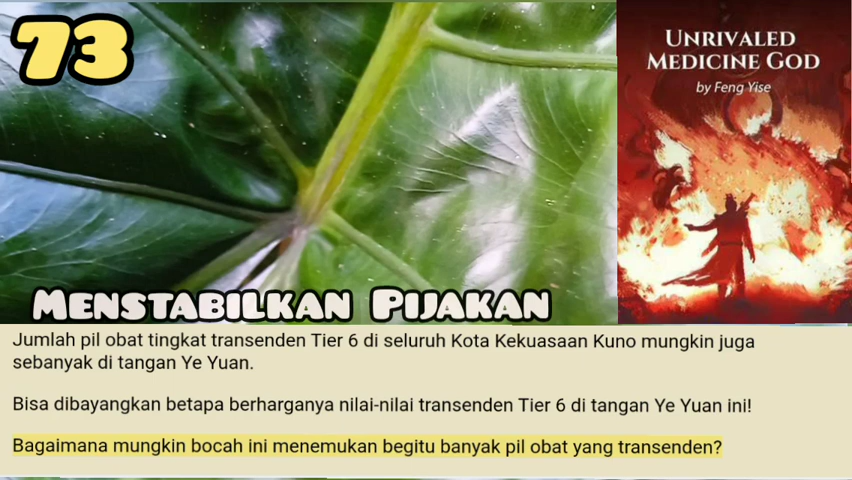 73
UNRIVALED
MEDICINE GOD
by Feng Yise
MENSTABILKAN PIJAKAN
Jumlah pil obat tingkat transenden Tier 6 di seluruh Kota Kekuasaan Kuno mungkin juga
sebanyak di tangan Ye Yuan.
Bisa dibayangkan betapa berharganya nilai-nilai transenden Tier 6 di tangan Ye Yuan ini!
Bagaimana mungkin bocah ini menemukan begitu banyak pil obat yang transenden?